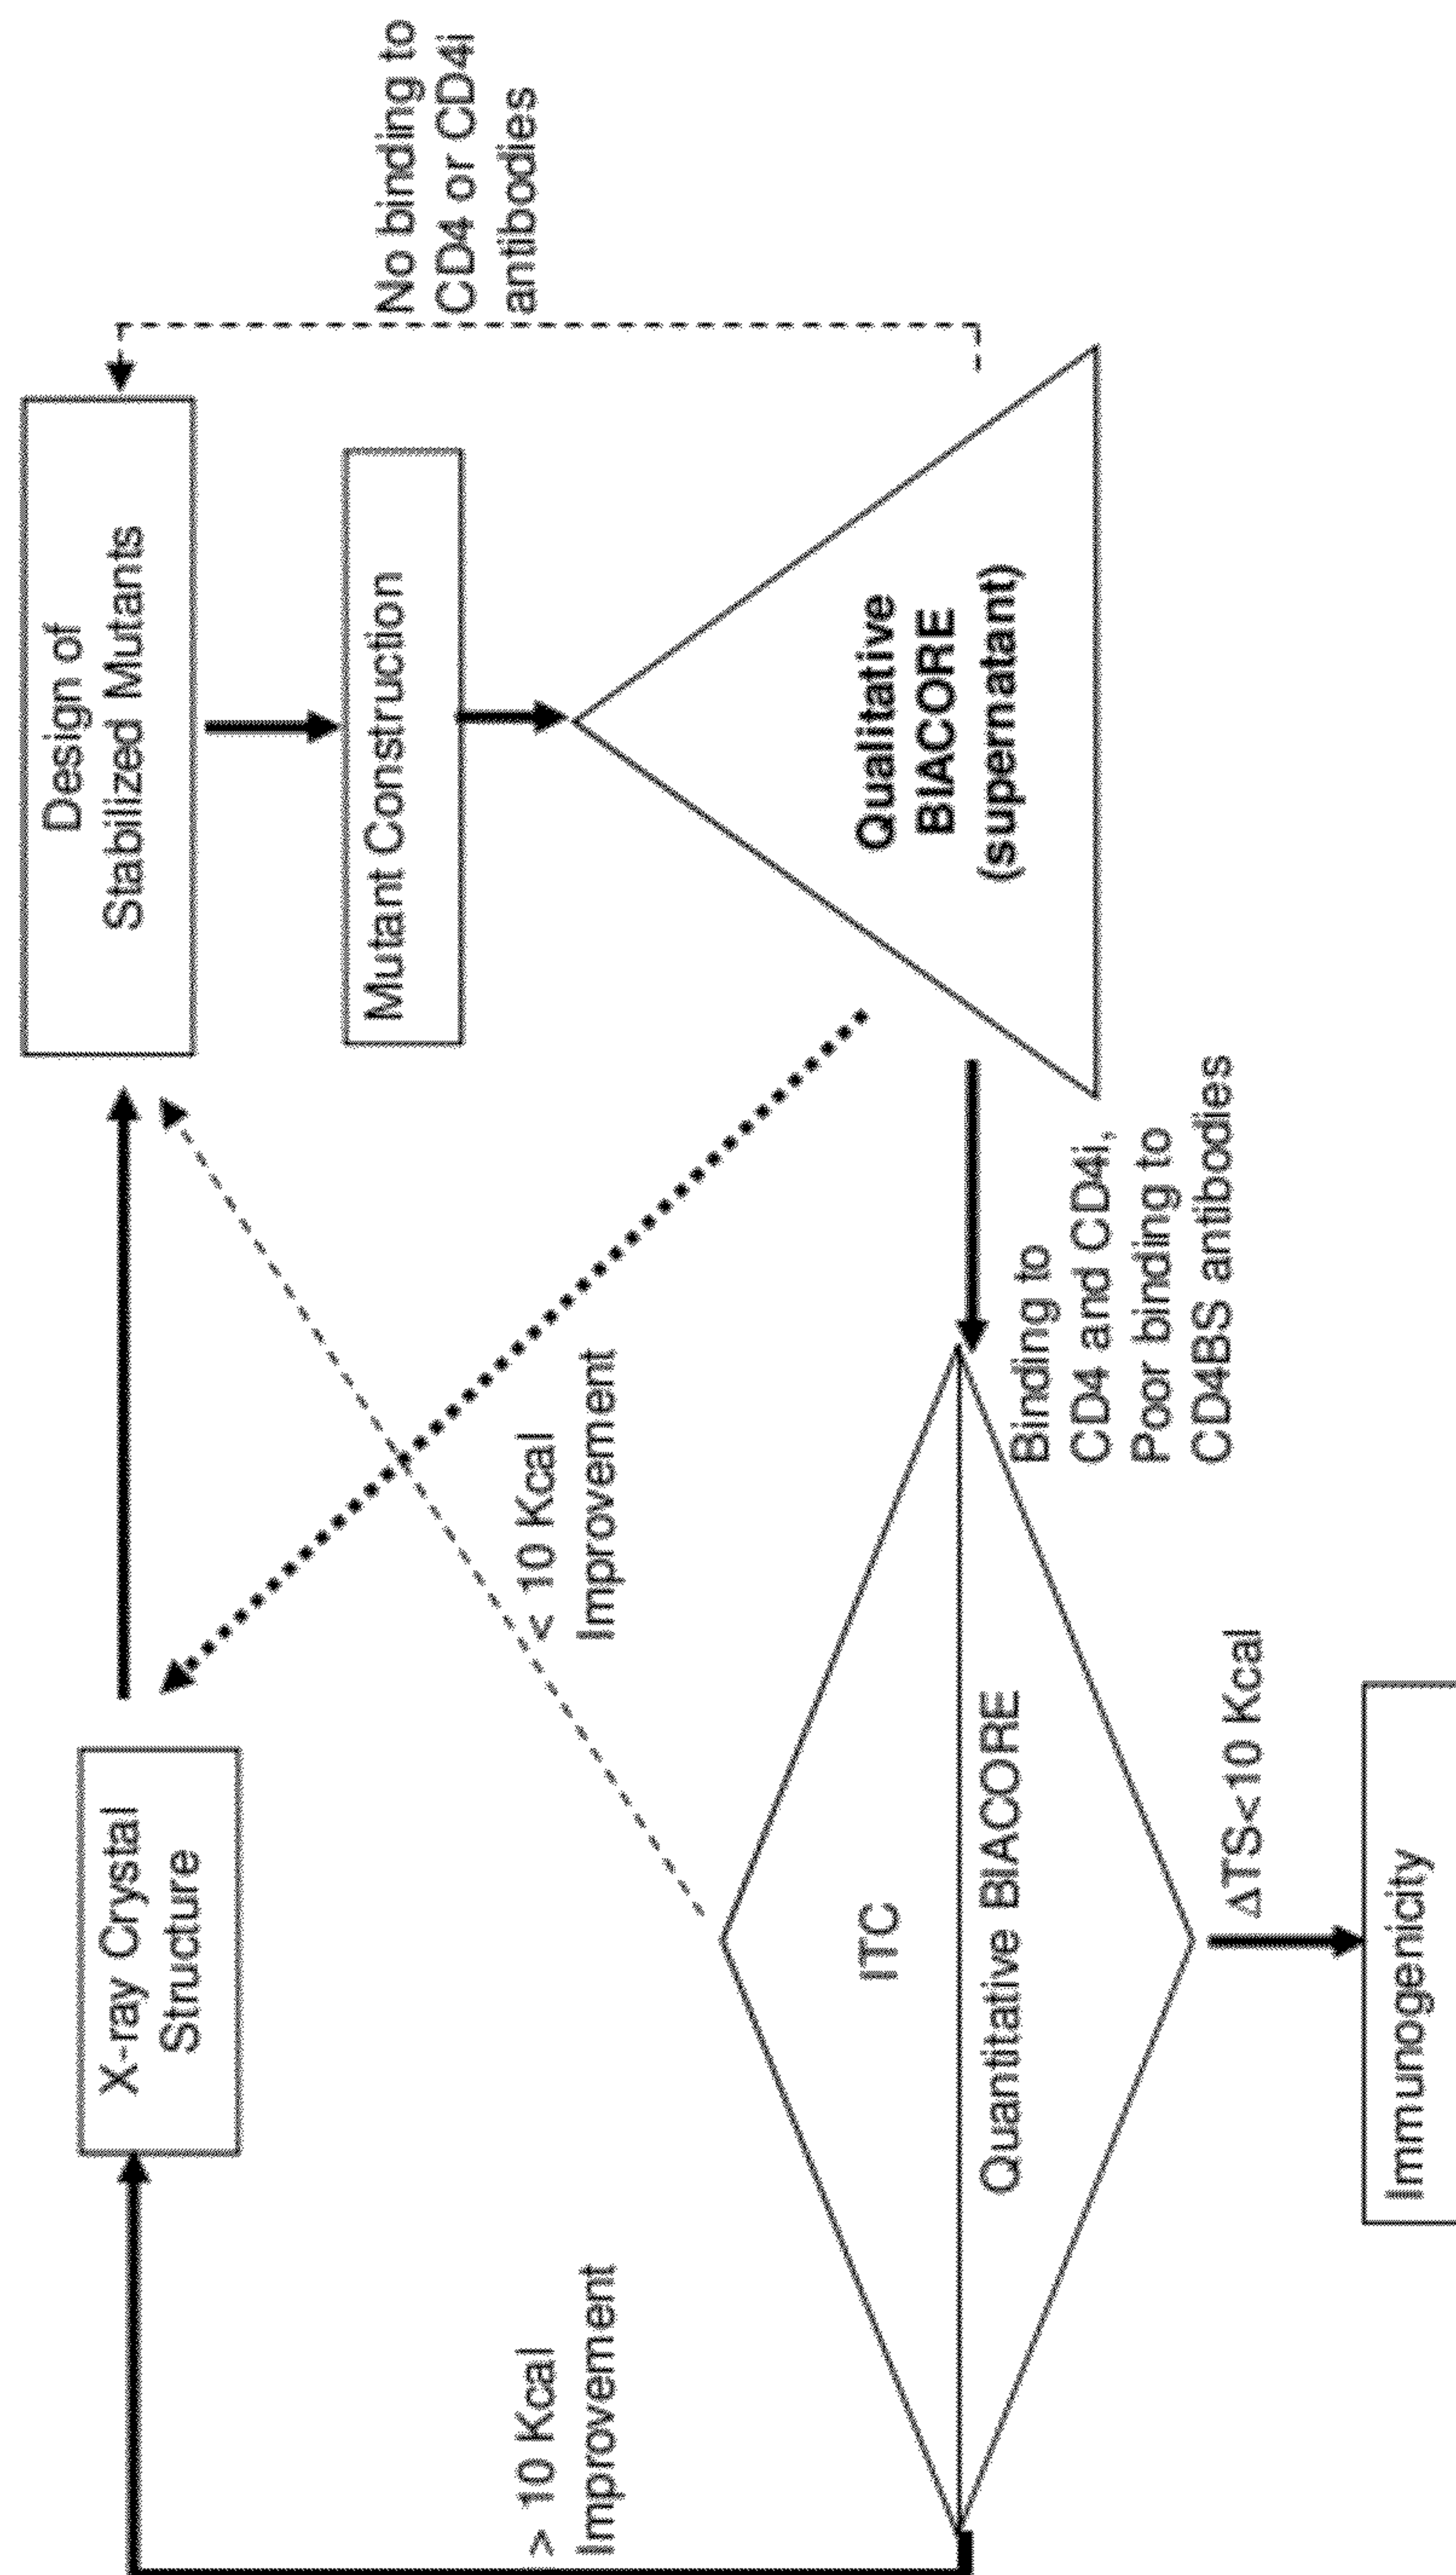 X-ray Crystal
Structure
Design of
Stabilized Mutants
Mutant Construction
No binding to
CD4 or CD4i
antibodies
> 10 Kcal
Improvement
< 10 Kcal
Improvement
Qualitative
BIACORE
(supernatant)
ITC
Quantitative BIACORE
Binding to
CD4 and CD4i,
Poor binding to
CD4BS antibodies
ΔTS<10 Kcal
Immunogenicity